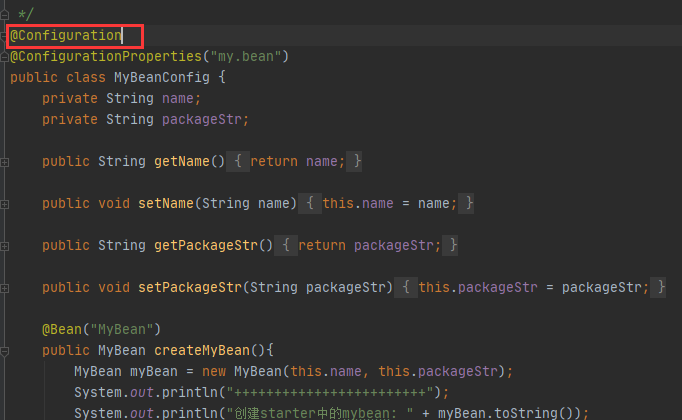 */
@Configuration
@ConfigurationProperties("my.bean")
public class MyBeanConfig {
private String name;
private String packageStr;
public String getName() { return name; }
public void setName(String name) { this.name = name; }
public String getPackageStr() { return packageStr; }
public void setPackageStr(String packageStr) { this.packageStr = packageStr; }
@Bean("MyBean")
public MyBean createMyBean(){
MyBean myBean = new MyBean(this.name, this.packageStr);
System.out.println("++++++++++++++++++++++++");
System.out.println("创建starter中的mybean: " + myBean.toString());